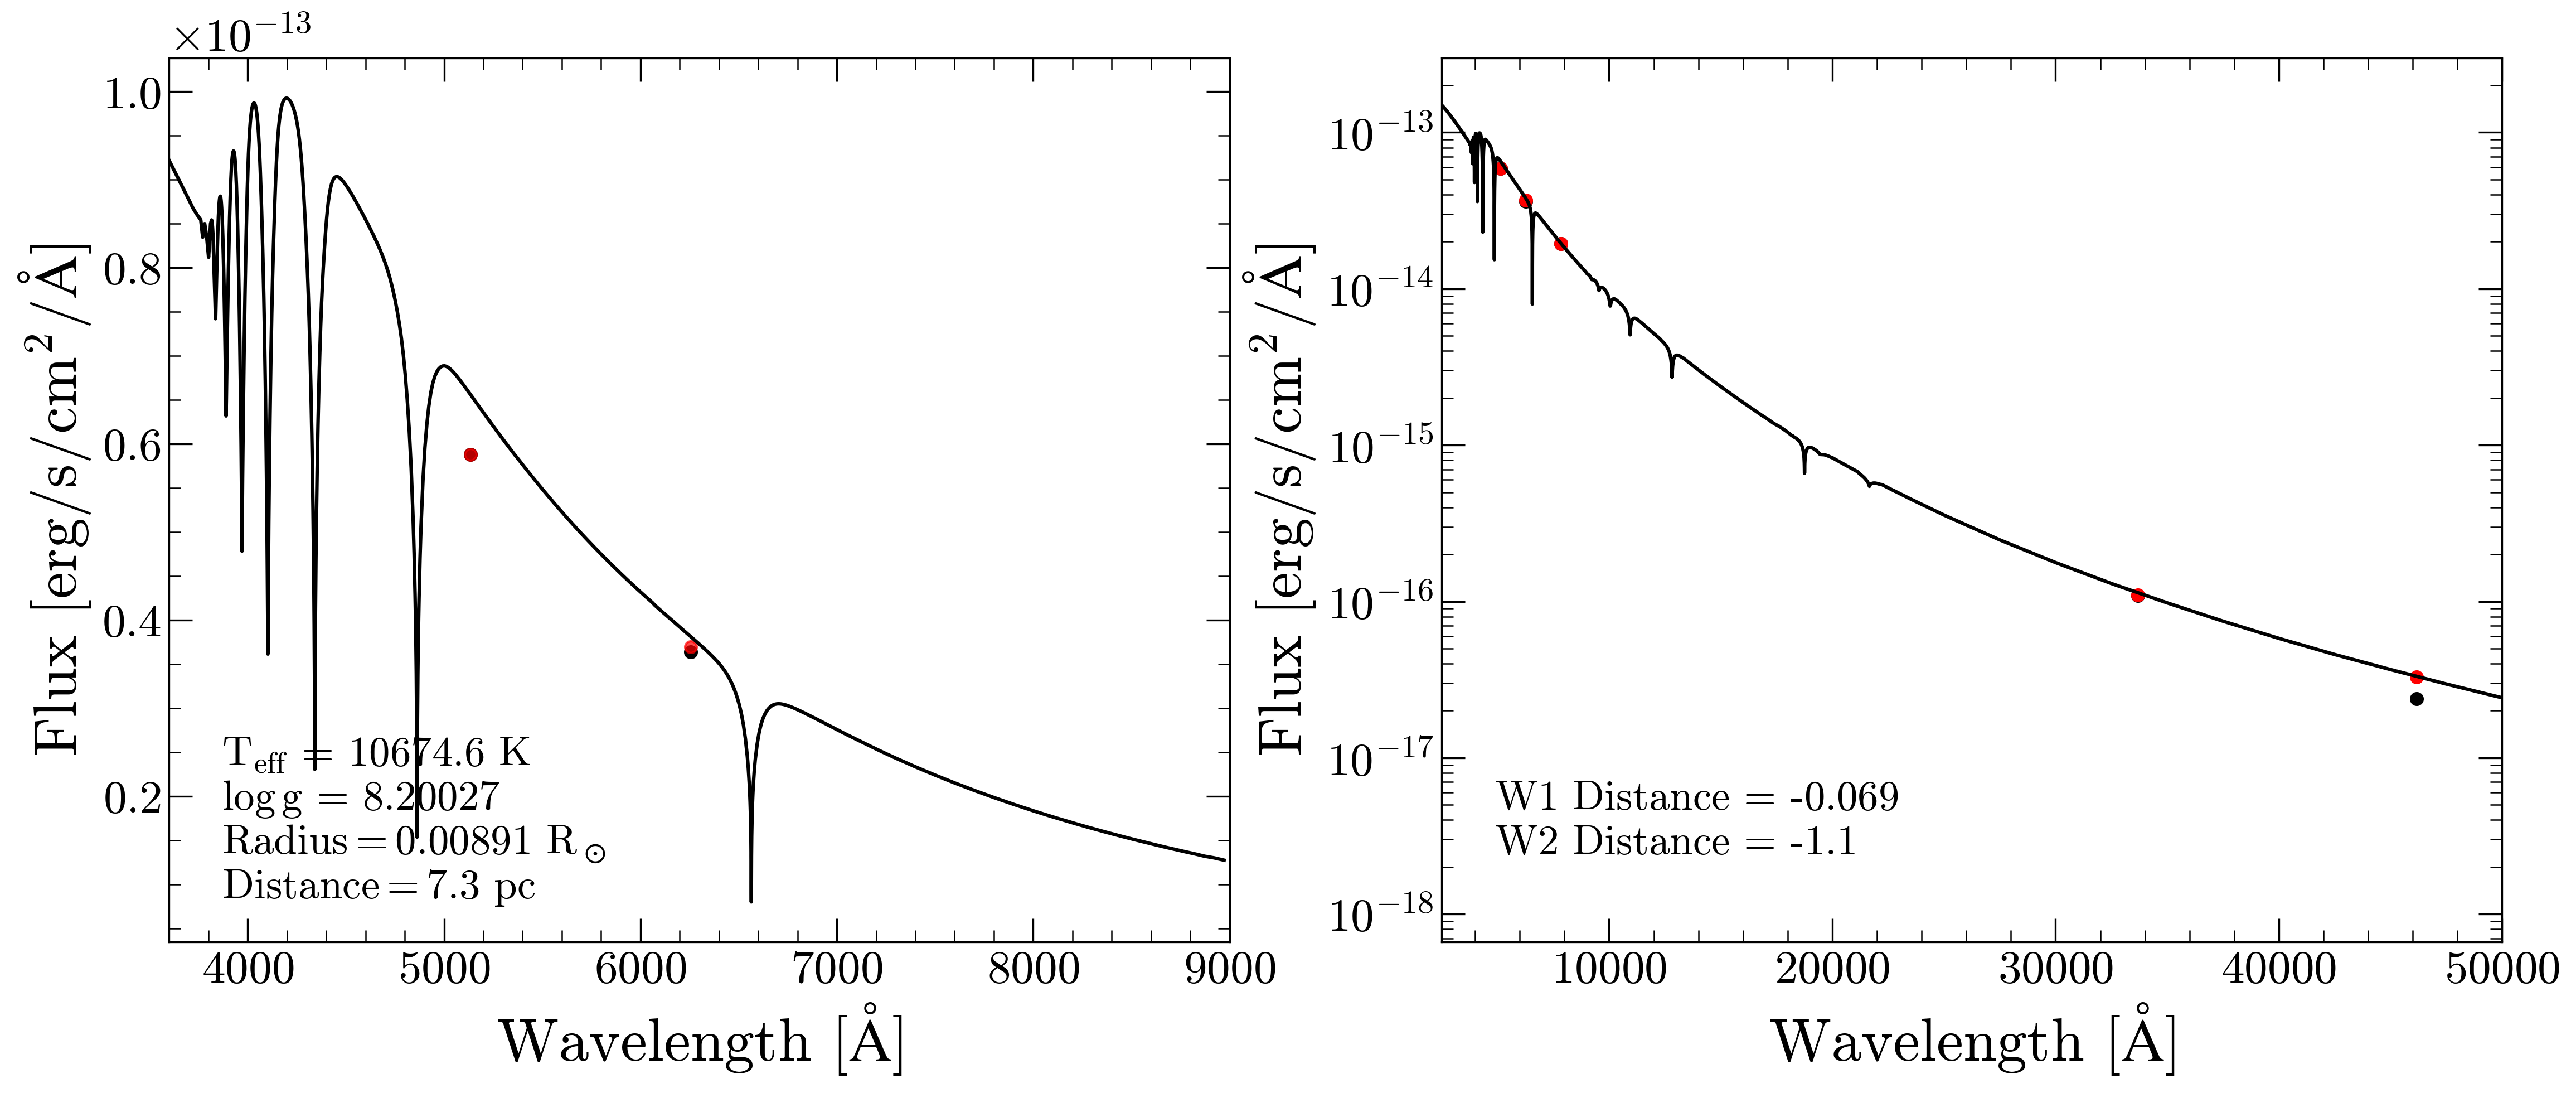 ×10⁻¹³
1.0
0.8
0.6
0.4
0.2
Flux [erg/s/cm²/Å]
T_eff = 10674.6 K
log g = 8.20027
Radius = 0.00891 R_⊙
Distance = 7.3 pc
4000 5000 6000 7000 8000 9000
Wavelength [Å]
10⁻¹³
10⁻¹⁴
10⁻¹⁵
10⁻¹⁶
10⁻¹⁷
10⁻¹⁸
Flux [erg/s/cm²/Å]
W1 Distance = -0.069
W2 Distance = -1.1
10000 20000 30000 40000 50000
Wavelength [Å]